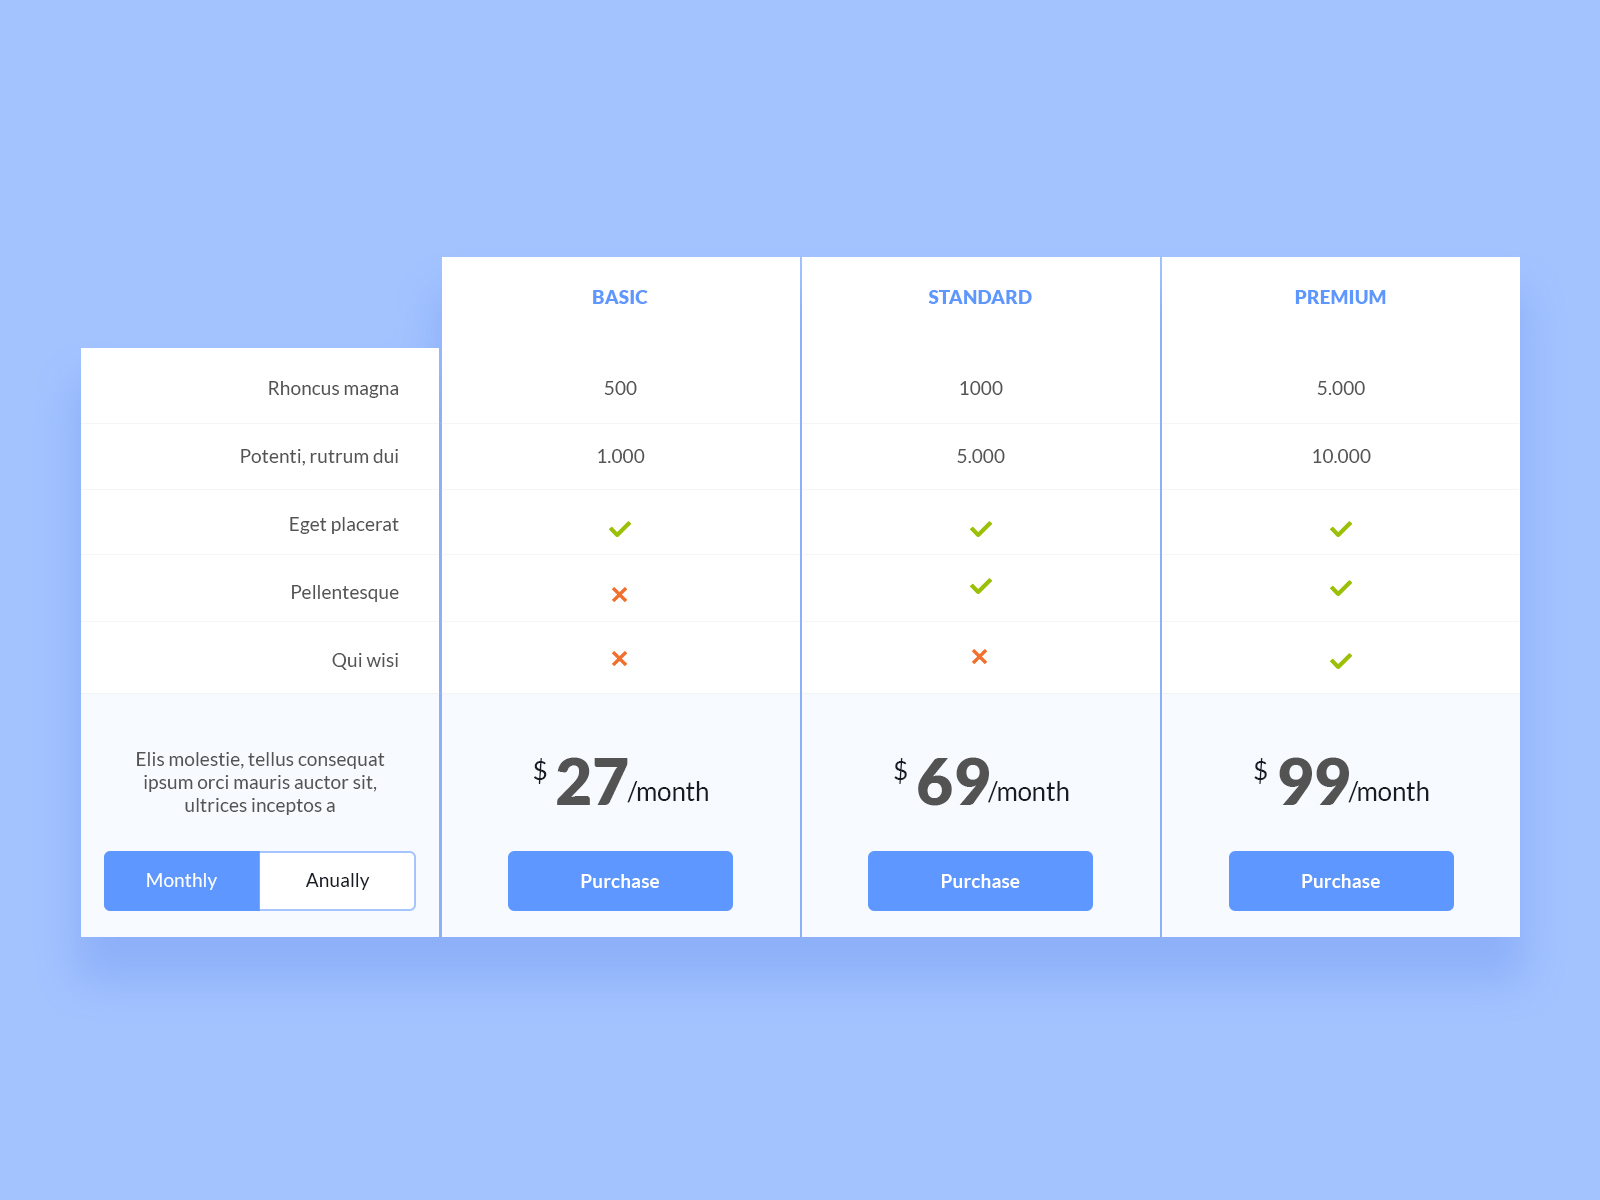 BASIC STANDARD PREMIUM
Rhoncus magna 500 1000 5.000
Potenti, rutrum dui 1.000 5.000 10.000
Eget placerat
Pellentesque
Qui wisi
Elis molestie, tellus consequat
ipsum orci mauris auctor sit,
ultrices inceptos a
$ 27/month $ 69/month $ 99/month
Monthly Anually Purchase Purchase Purchase